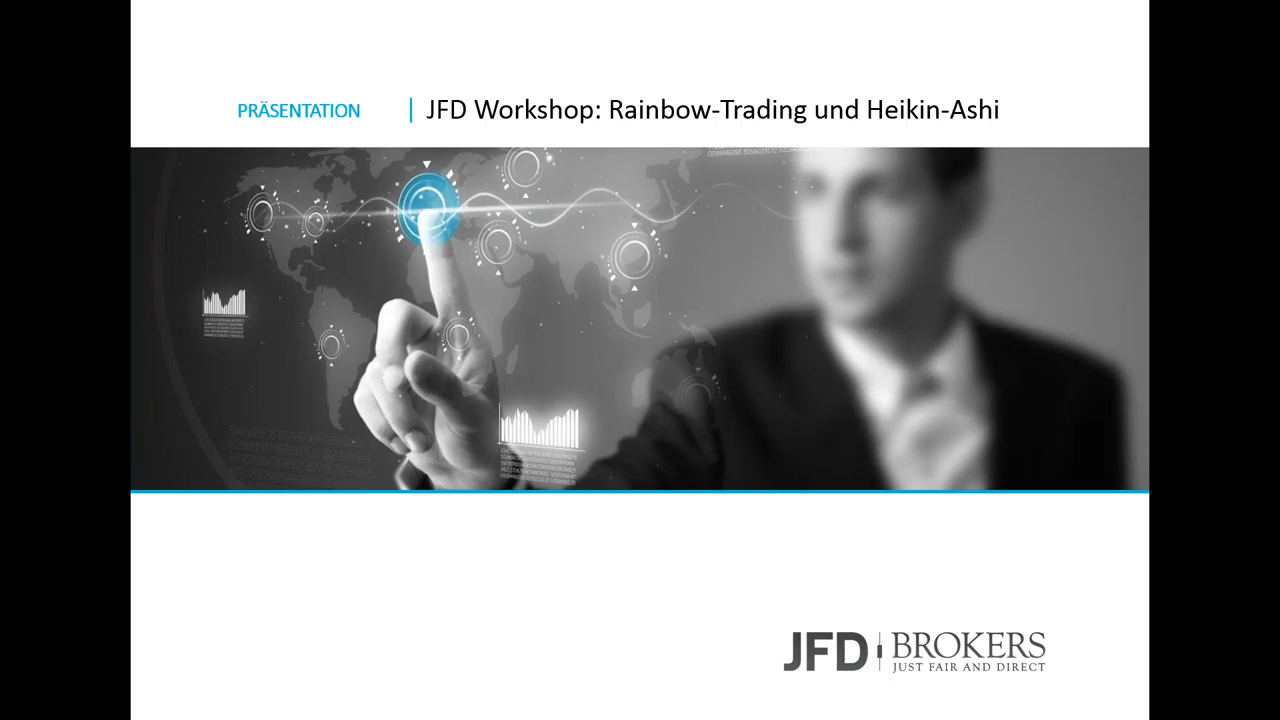 PRÄSENTATION | JFD Workshop: Rainbow-Trading und Heikin-Ashi
JFD BROKERS
JUST FAIR AND DIRECT